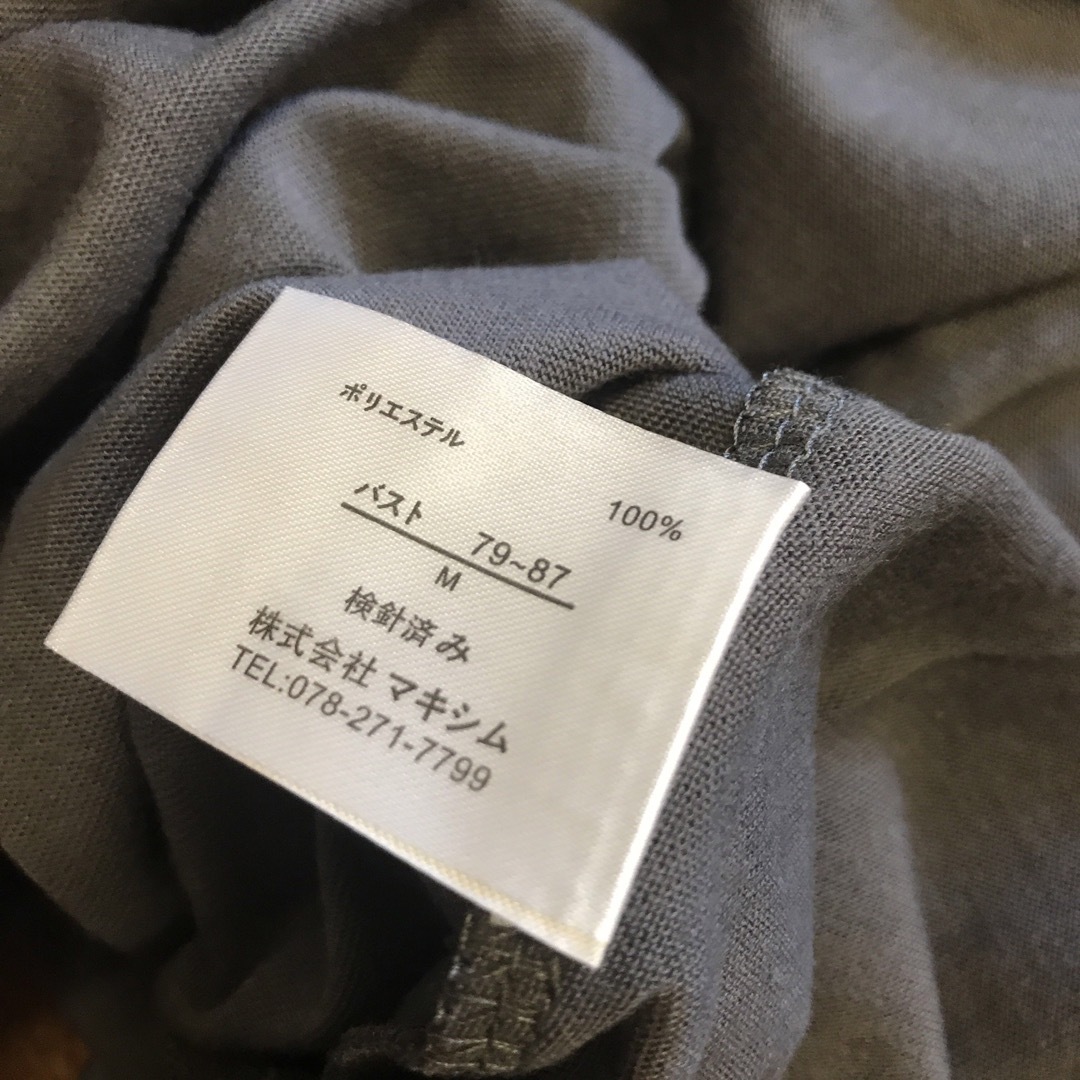 ポリエステル 100%
バスト 79~87
M
検針済み
株式会社 マキシム
TEL:078-271-7799